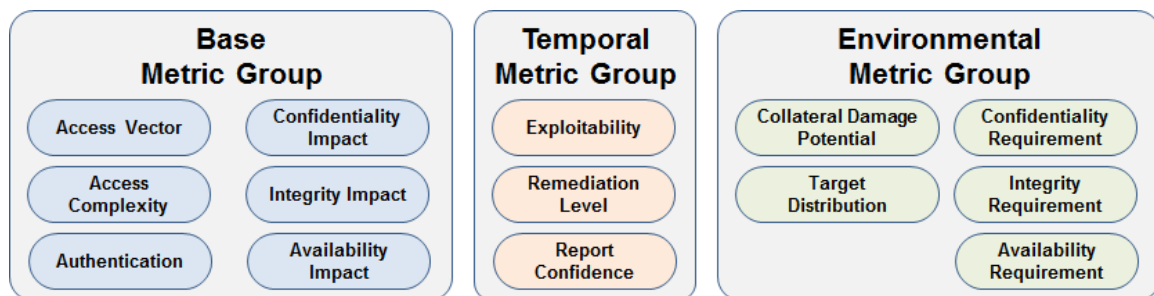 Base
Metric Group
Access Vector
Confidentiality
Impact
Access
Complexity
Integrity Impact
Authentication
Availability
Impact
Temporal
Metric Group
Exploitability
Remediation
Level
Report
Confidence
Environmental
Metric Group
Collateral Damage
Potential
Confidentiality
Requirement
Target
Distribution
Integrity
Requirement
Availability
Requirement